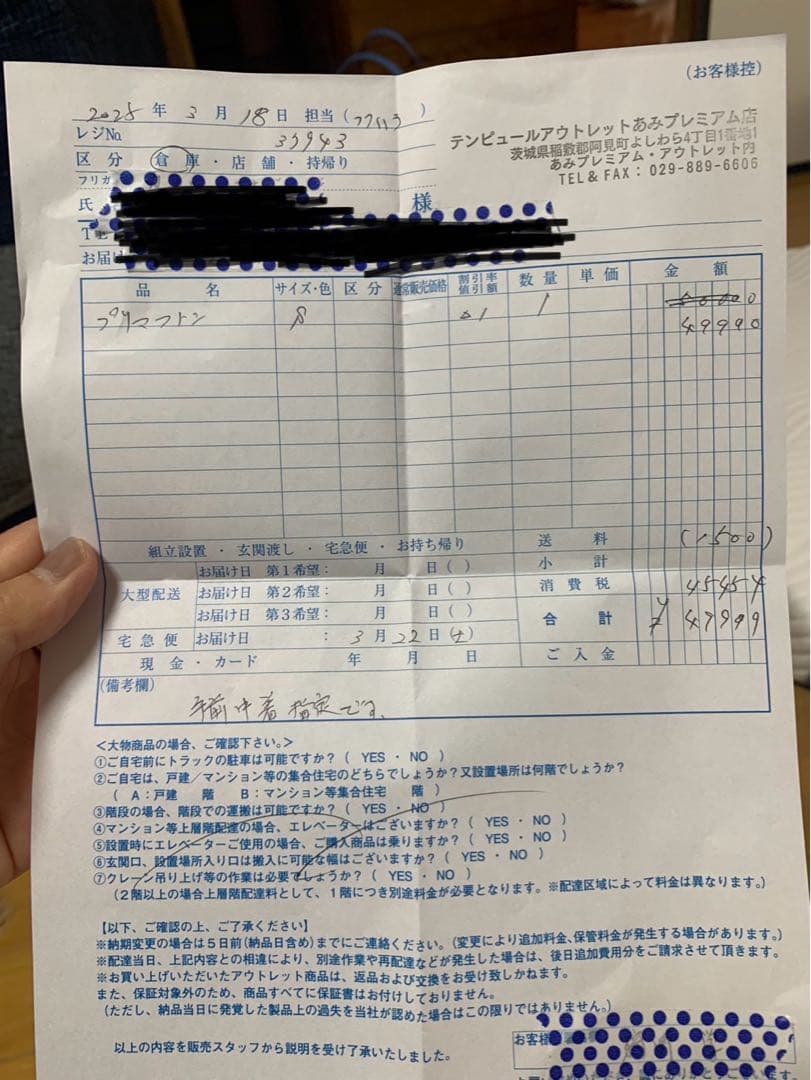 (お客様控)
2025年 3月 18日 担当( )
テンピュールアウトレットあみプレミアム店
茨城県稲敷郡阿見町よしわら4丁目1番地1
あみプレミアム・アウトレット内
TEL & FAX: 029-889-6606
レジNo. 33943
区分 倉庫・店舗・持帰り
フリガ
氏 様
TE
お届け
品名 サイズ・色 区分 通常販売価格 割引率 値引額 数量 単価 金額
プリマフトン S 1 49990
組立設置 ・ 玄関渡し ・ 宅急便 ・ お持ち帰り 送料 (1500)
大型配送 お届け日 第1希望: 月 日( ) 小計
お届け日 第2希望: 月 日( ) 消費税 45454
お届け日 第3希望: 月 日( ) 合計 ¥
宅急便 お届け日 : 3月22日(土)
現金・カード 年 月 日 ご入金
(備考欄)
午前中着指定です。
<大物商品の場合、ご確認下さい。>
①ご自宅前にトラックの駐車は可能ですか?( YES ・ NO )
②ご自宅は、戸建/マンション等の集合住宅のどちらでしょうか?又設置場所は何階でしょうか?
( A:戸建 階 B:マンション等集合住宅 階 )
③階段の場合、階段での運搬は可能ですか?( YES ・ NO )
④マンション等上層階配達の場合、エレベーターはございますか?( YES ・ NO )
⑤設置時にエレベーターご使用の場合、ご購入商品は乗りますか?( YES ・ NO )
⑥玄関口、設置場所入り口は搬入に可能な幅はございますか?( YES ・ NO )
⑦クレーン吊り上げ等の作業は必要でしょうか?( YES ・ NO )
(2階以上の場合上層階配達料として、1階につき別途料金が必要となります。※配達区域によって料金は異なります。)
【以下、ご確認の上、ご了承ください】
※納期変更の場合は5日前(納品日含め)までにご連絡ください。(変更により追加料金、保管料金が発生する場合があります。)
※配達当日、上記内容との相違により、別途作業や再配達などが発生した場合は、後日追加費用分をご請求させて頂きます。
※お買い上げいただいたアウトレット商品は、返品および交換をお受け致しかねます。
また、保証対象外のため、商品すべてに保証書はお付けしておりません。
(ただし、納品当日に発覚した製品上の過失を当社が認めた場合はこの限りではありません。)
以上の内容を販売スタッフから説明を受け了承いたしました。
お客様